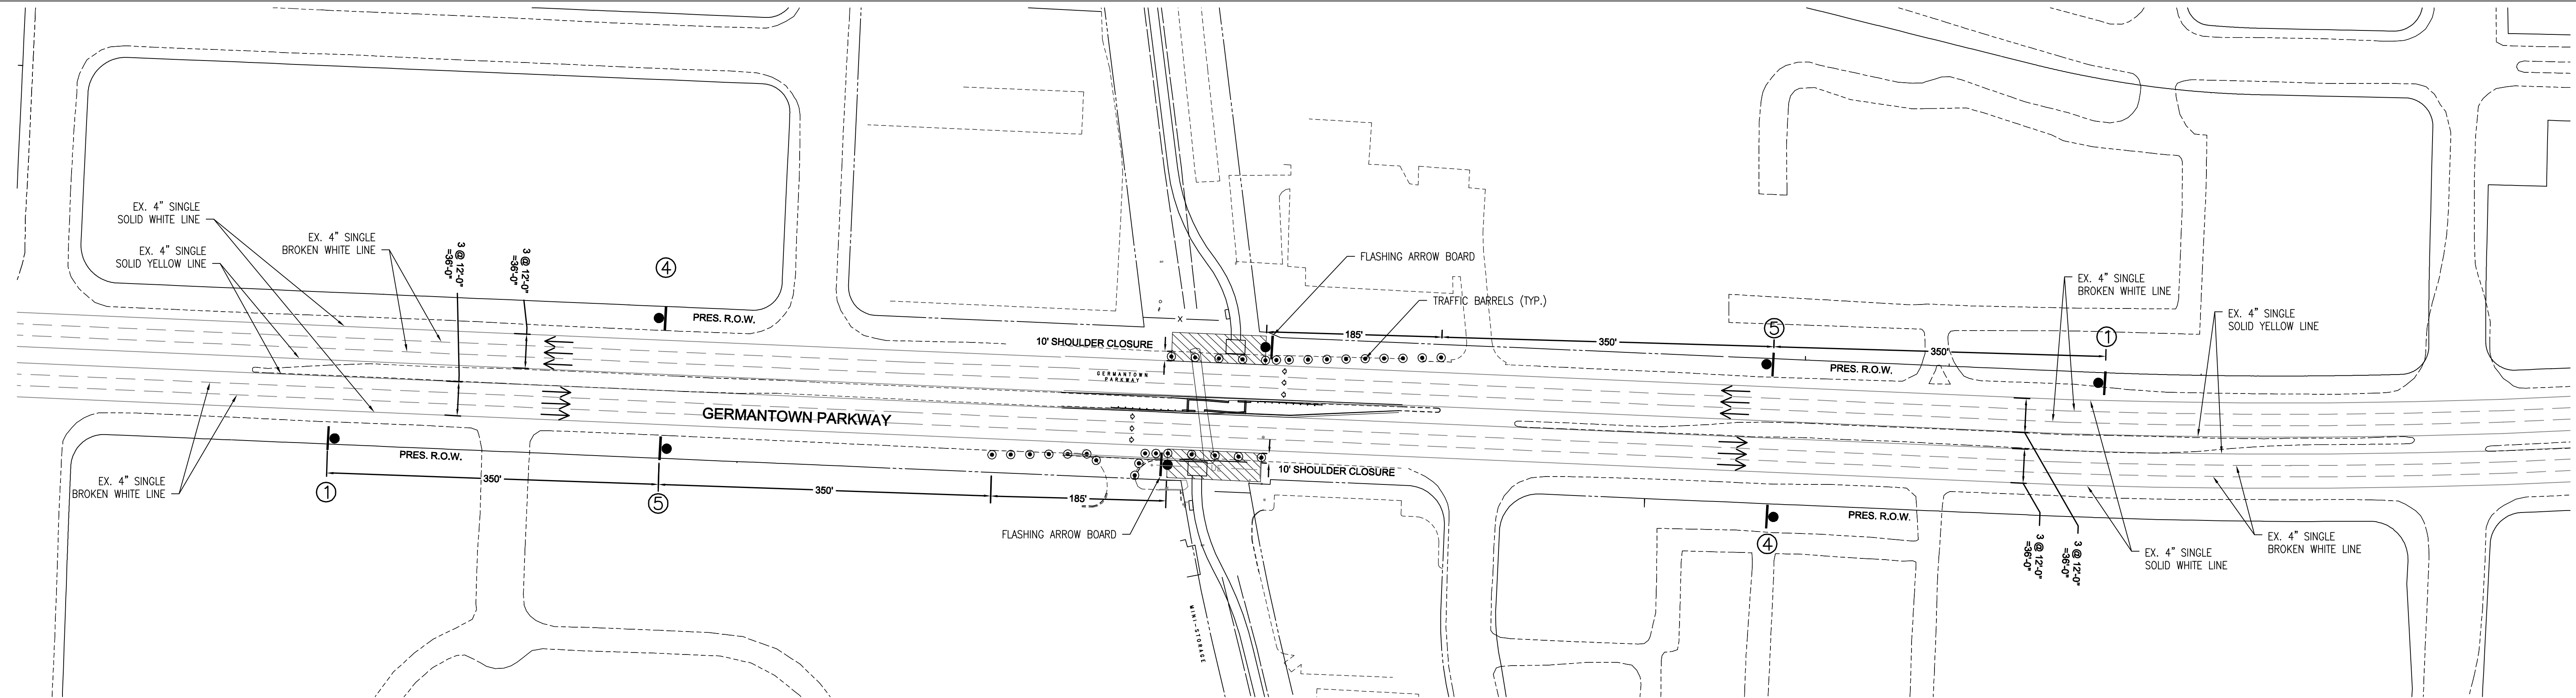 EX. 4" SINGLE
SOLID WHITE LINE
EX. 4" SINGLE
SOLID YELLOW LINE
EX. 4" SINGLE
BROKEN WHITE LINE
3 @ 12'-0"
=36'-0"
3 @ 12'-0"
=36'-0"
4
PRES. R.O.W.
10' SHOULDER CLOSURE
GERMANTOWN
PARKWAY
X
FLASHING ARROW BOARD
TRAFFIC BARRELS (TYP.)
185'
350'
5
350'
1
PRES. R.O.W.
EX. 4" SINGLE
BROKEN WHITE LINE
EX. 4" SINGLE
SOLID YELLOW LINE
GERMANTOWN PARKWAY
PRES. R.O.W.
EX. 4" SINGLE
BROKEN WHITE LINE
1
350'
5
350'
185'
FLASHING ARROW BOARD
10' SHOULDER CLOSURE
MINI-STORAGE
4
PRES. R.O.W.
3 @ 12'-0"
=36'-0"
3 @ 12'-0"
=36'-0"
EX. 4" SINGLE
SOLID WHITE LINE
EX. 4" SINGLE
BROKEN WHITE LINE